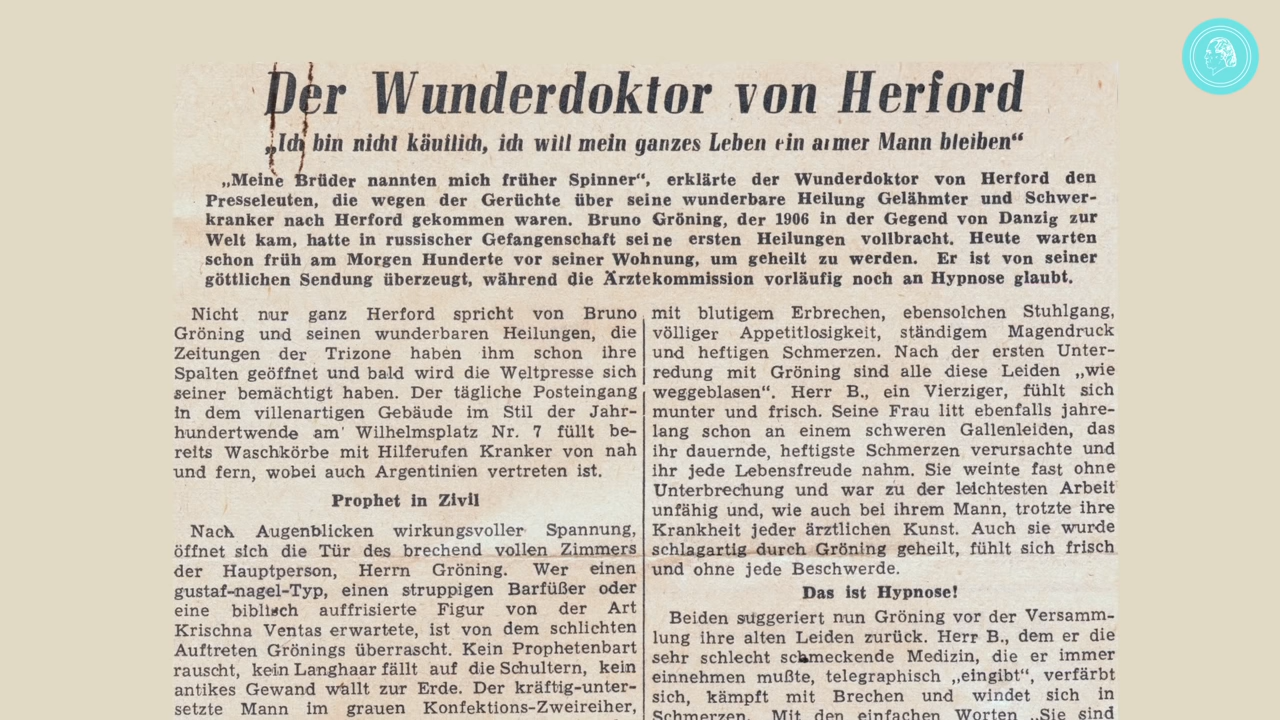 Der Wunderdoktor von Herford
„Ich bin nicht käuflich, ich will mein ganzes Leben ein armer Mann bleiben“
„Meine Brüder nannten mich früher Spinner“, erklärte der Wunderdoktor von Herford den
Presseleuten, die wegen der Gerüchte über seine wunderbare Heilung Gelähmter und Schwer-
kranker nach Herford gekommen waren. Bruno Gröning, der 1906 in der Gegend von Danzig zur
Welt kam, hatte in russischer Gefangenschaft seine ersten Heilungen vollbracht. Heute warten
schon früh am Morgen Hunderte vor seiner Wohnung, um geheilt zu werden. Er ist von seiner
göttlichen Sendung überzeugt, während die Ärztekommission vorläufig noch an Hypnose glaubt.
Nicht nur ganz Herford spricht von Bruno
Gröning und seinen wunderbaren Heilungen, die
Zeitungen der Trizone haben ihm schon ihre
Spalten geöffnet und bald wird die Weltpresse sich
seiner bemächtigt haben. Der tägliche Posteingang
in dem villenartigen Gebäude im Stil der Jahr-
hundertwende am Wilhelmsplatz Nr. 7 füllt be-
reits Waschkörbe mit Hilferufen Kranker von nah
und fern, wobei auch Argentinien vertreten ist.
Prophet in Zivil
Nach Augenblicken wirkungsvoller Spannung,
öffnet sich die Tür des brechend vollen Zimmers
der Hauptperson, Herrn Gröning. Wer einen
gustaf-nagel-Typ, einen struppigen Barfüßer oder
eine biblisch auffrisierte Figur von der Art
Krischna Ventas erwartete, ist von dem schlichten
Auftreten Grönings überrascht. Kein Prophetenbart
rauscht, kein Langhaar fällt auf die Schultern, kein
antikes Gewand wallt zur Erde. Der kräftig-unter-
setzte Mann im grauen Konfektions-Zweireiher,
mit blutigem Erbrechen, ebensolchen Stuhlgang,
völliger Appetitlosigkeit, ständigem Magendruck
und heftigen Schmerzen. Nach der ersten Unter-
redung mit Gröning sind alle diese Leiden „wie
weggeblasen“. Herr B., ein Vierziger, fühlt sich
munter und frisch. Seine Frau litt ebenfalls jahre-
lang schon an einem schweren Gallenleiden, das
ihr dauernde, heftigste Schmerzen verursachte und
ihr jede Lebensfreude nahm. Sie weinte fast ohne
Unterbrechung und war zu der leichtesten Arbeit
unfähig und, wie auch bei ihrem Mann, trotzte ihre
Krankheit jeder ärztlichen Kunst. Auch sie wurde
schlagartig durch Gröning geheilt, fühlt sich frisch
und ohne jede Beschwerde.
Das ist Hypnose!
Beiden suggeriert nun Gröning vor der Versamm-
lung ihre alten Leiden zurück. Herr B., dem er die
sehr schlecht schmeckende Medizin, die er immer
einnehmen mußte, telegraphisch „eingibt“, verfärbt
sich, kämpft mit Brechen und windet sich in
Schmerzen. Mit den einfachen Worten „Sie sind